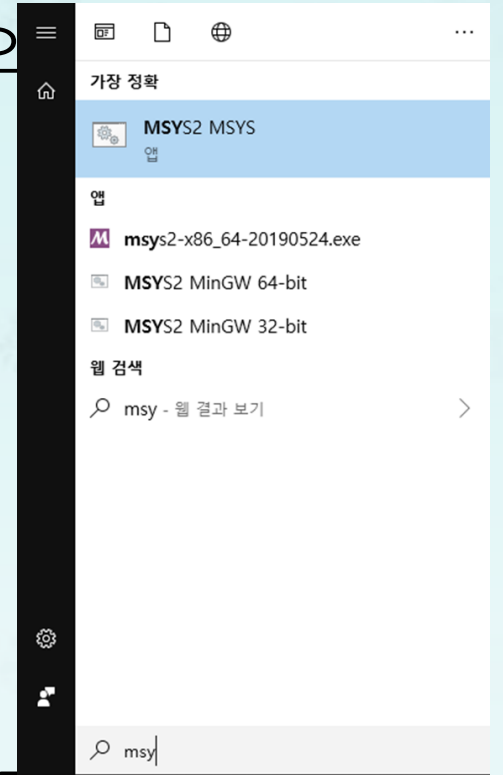 가장 정확
MSYS2 MSYS
앱
앱
msys2-x86_64-20190524.exe
MSYS2 MinGW 64-bit
MSYS2 MinGW 32-bit
웹 검색
msy - 웹 결과 보기
msy